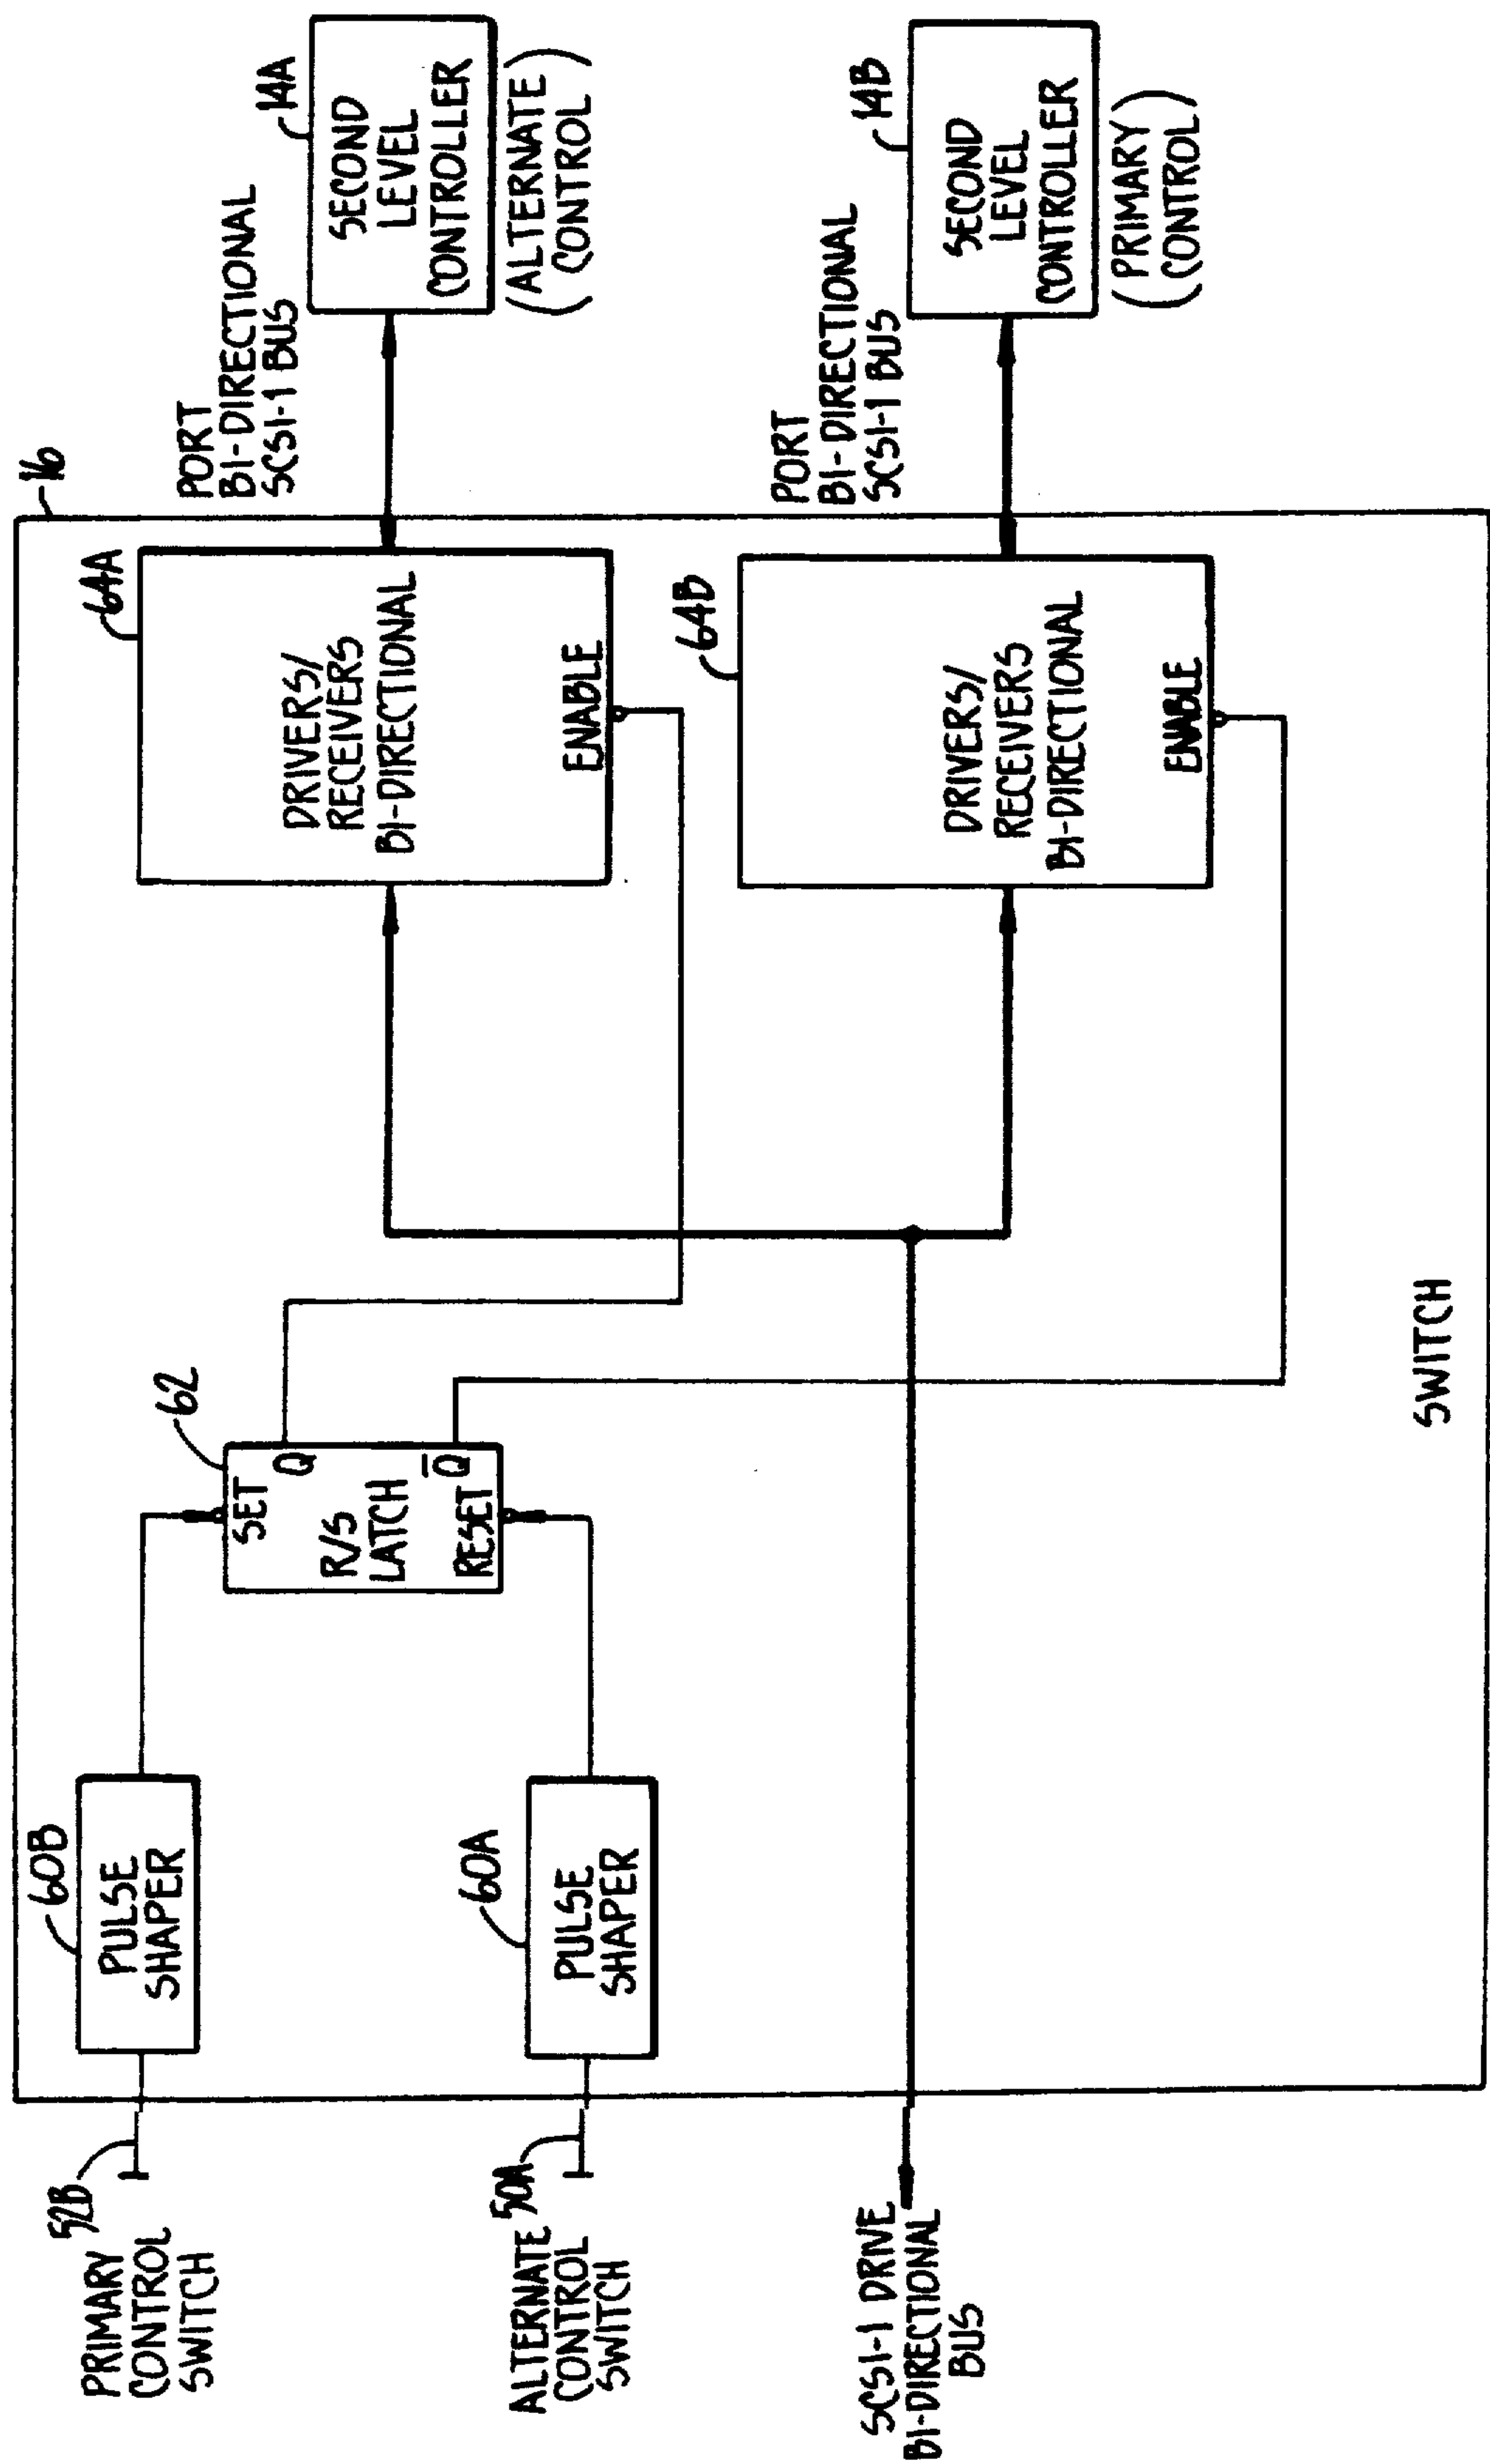 PRIMARY 52B
CONTROL
SWITCH
60B
PULSE
SHAPER
ALTERNATE 50A
CONTROL
SWITCH
60A
PULSE
SHAPER
SCSI-1 DRIVE
BI-DIRECTIONAL
BUS
62
SET
Q
R/S
LATCH
Q̅
RESET
16
64A
DRIVERS/
RECEIVERS
BI-DIRECTIONAL
ENABLE
64B
DRIVERS/
RECEIVERS
BI-DIRECTIONAL
ENABLE
SWITCH
PORT
BI-DIRECTIONAL
SCSI-1 BUS
14A
SECOND
LEVEL
CONTROLLER
(ALTERNATE)
(CONTROL)
PORT
BI-DIRECTIONAL
SCSI-1 BUS
14B
SECOND
LEVEL
CONTROLLER
(PRIMARY)
(CONTROL)